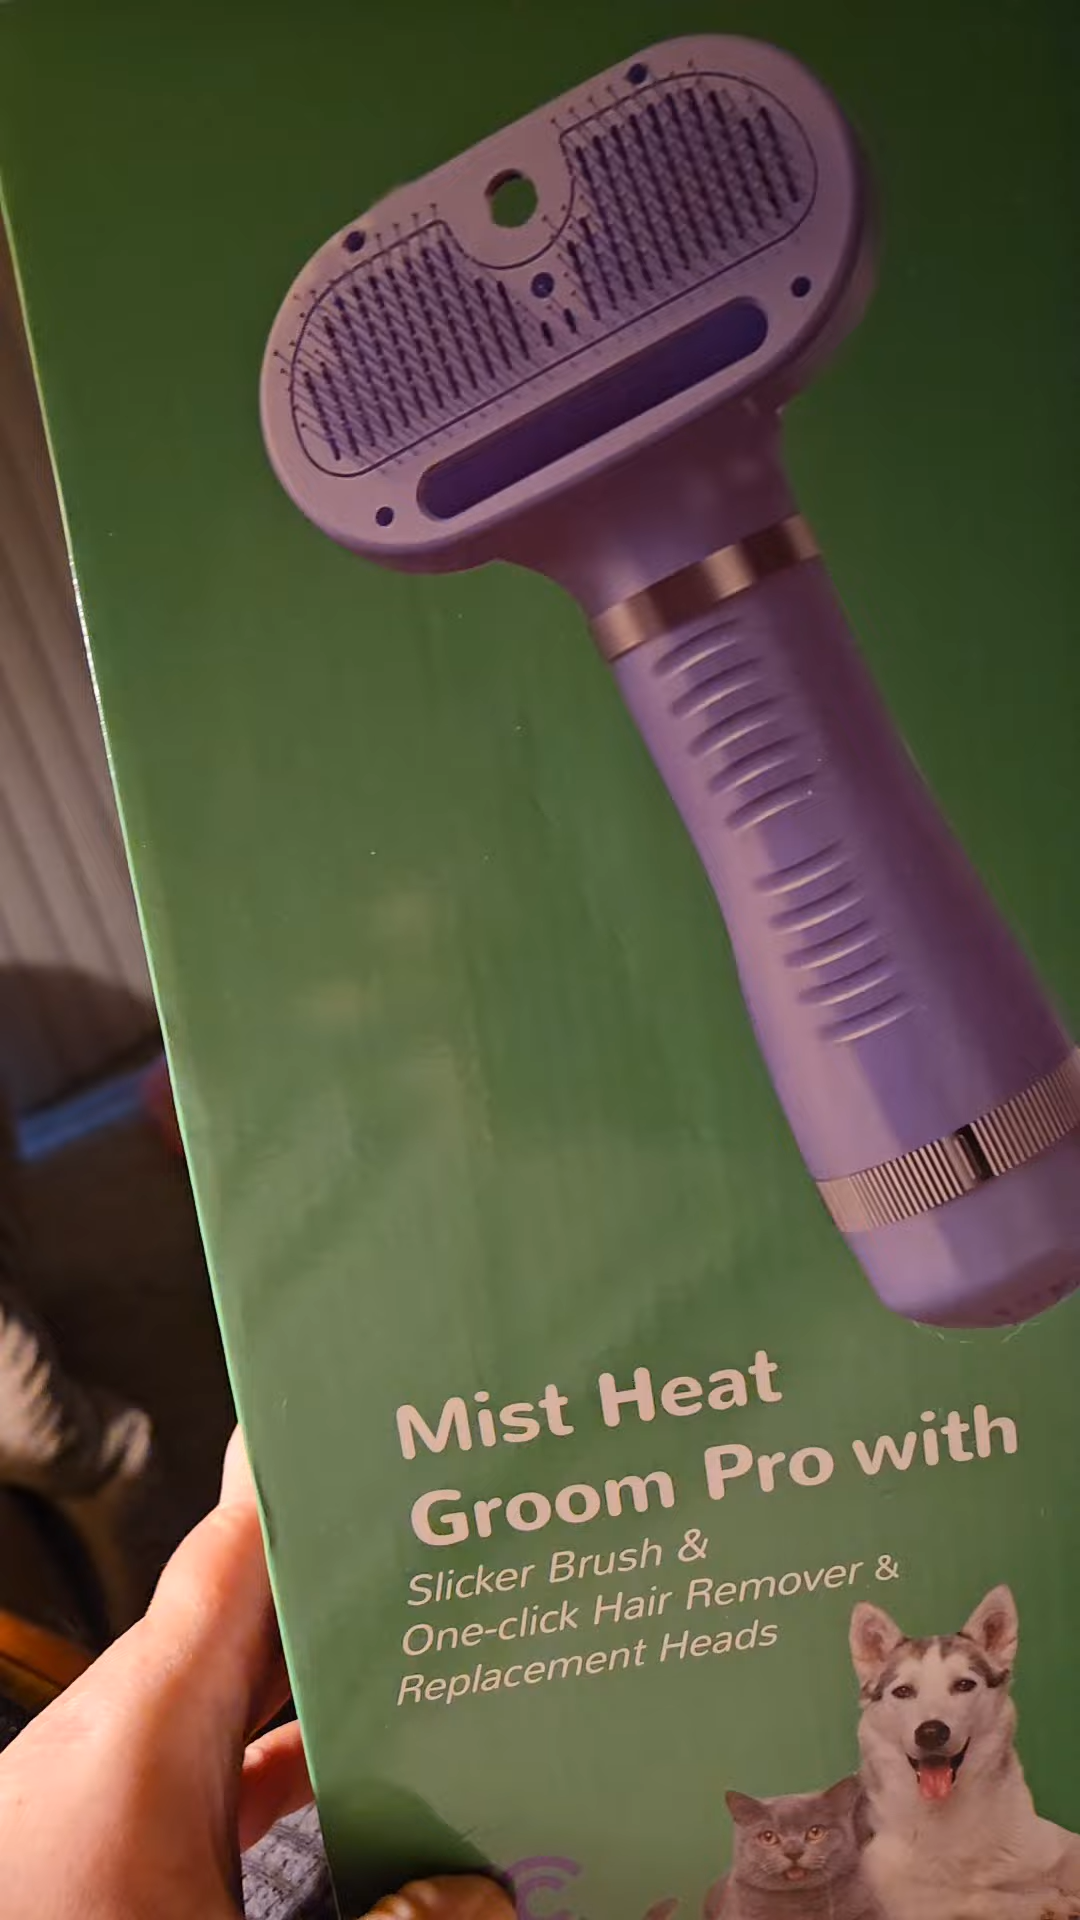 Mist Heat
Groom Pro with
Slicker Brush &
One-click Hair Remover &
Replacement Heads